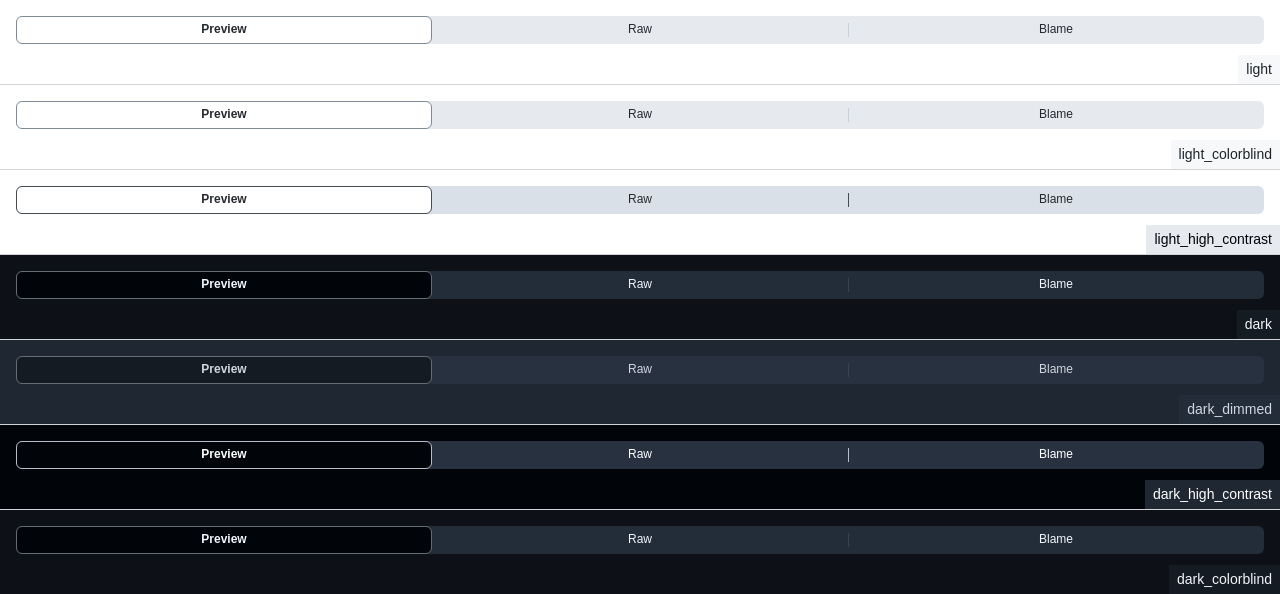 Preview Raw Blame
light
Preview Raw Blame
light_colorblind
Preview Raw Blame
light_high_contrast
Preview Raw Blame
dark
Preview Raw Blame
dark_dimmed
Preview Raw Blame
dark_high_contrast
Preview Raw Blame
dark_colorblind